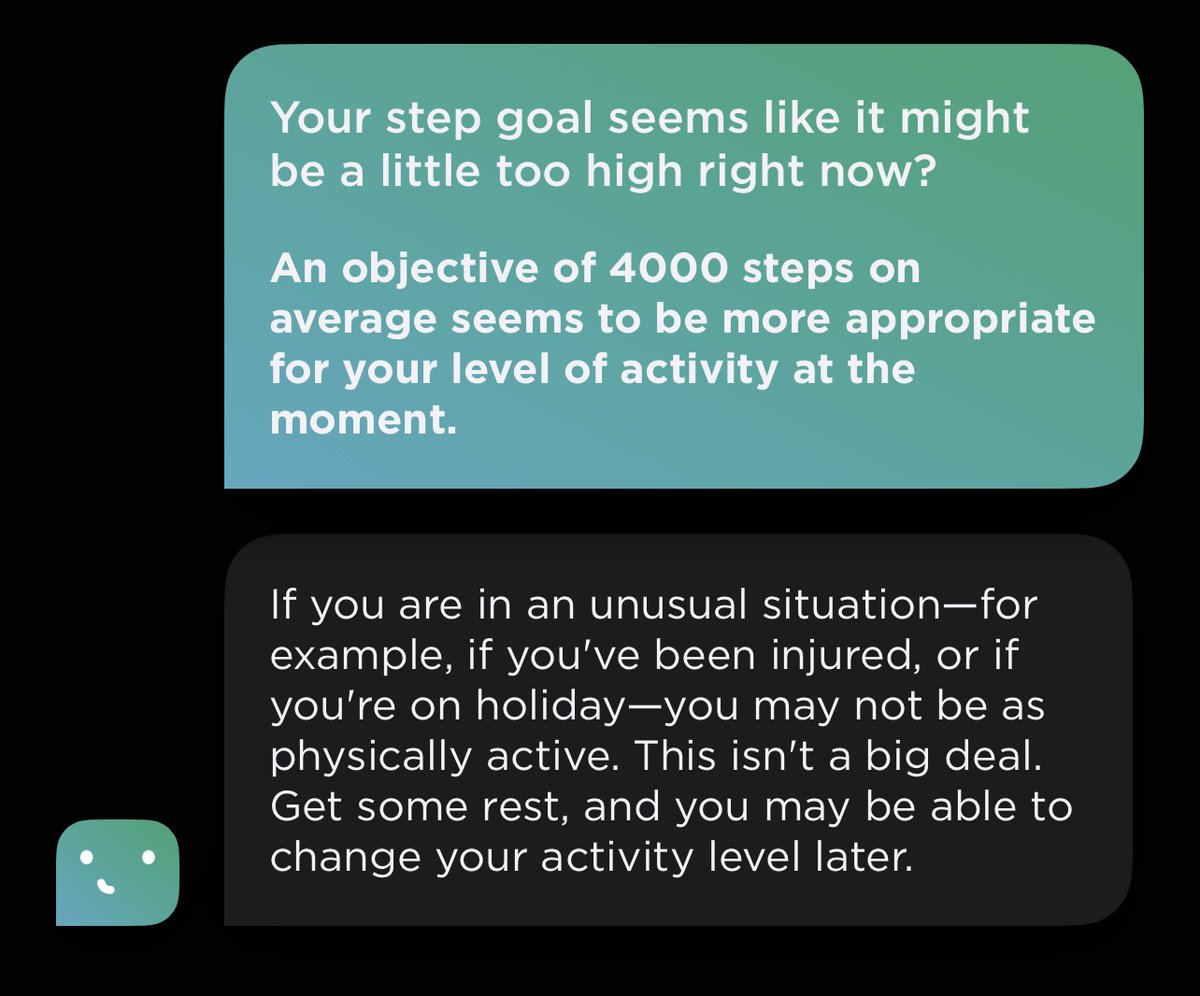 Your step goal seems like it might
be a little too high right now?
An objective of 4000 steps on
average seems to be more appropriate
for your level of activity at the
moment.
If you are in an unusual situation—for
example, if you've been injured, or if
you're on holiday—you may not be as
physically active. This isn't a big deal.
Get some rest, and you may be able to
change your activity level later.